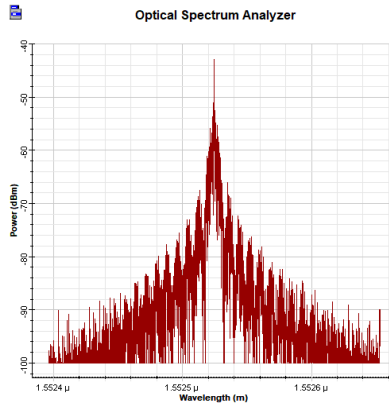 Optical Spectrum Analyzer
Power (dBm)
-40
-50
-60
-70
-80
-90
-100
1.5524 µ
1.5525 µ
1.5526 µ
Wavelength (m)